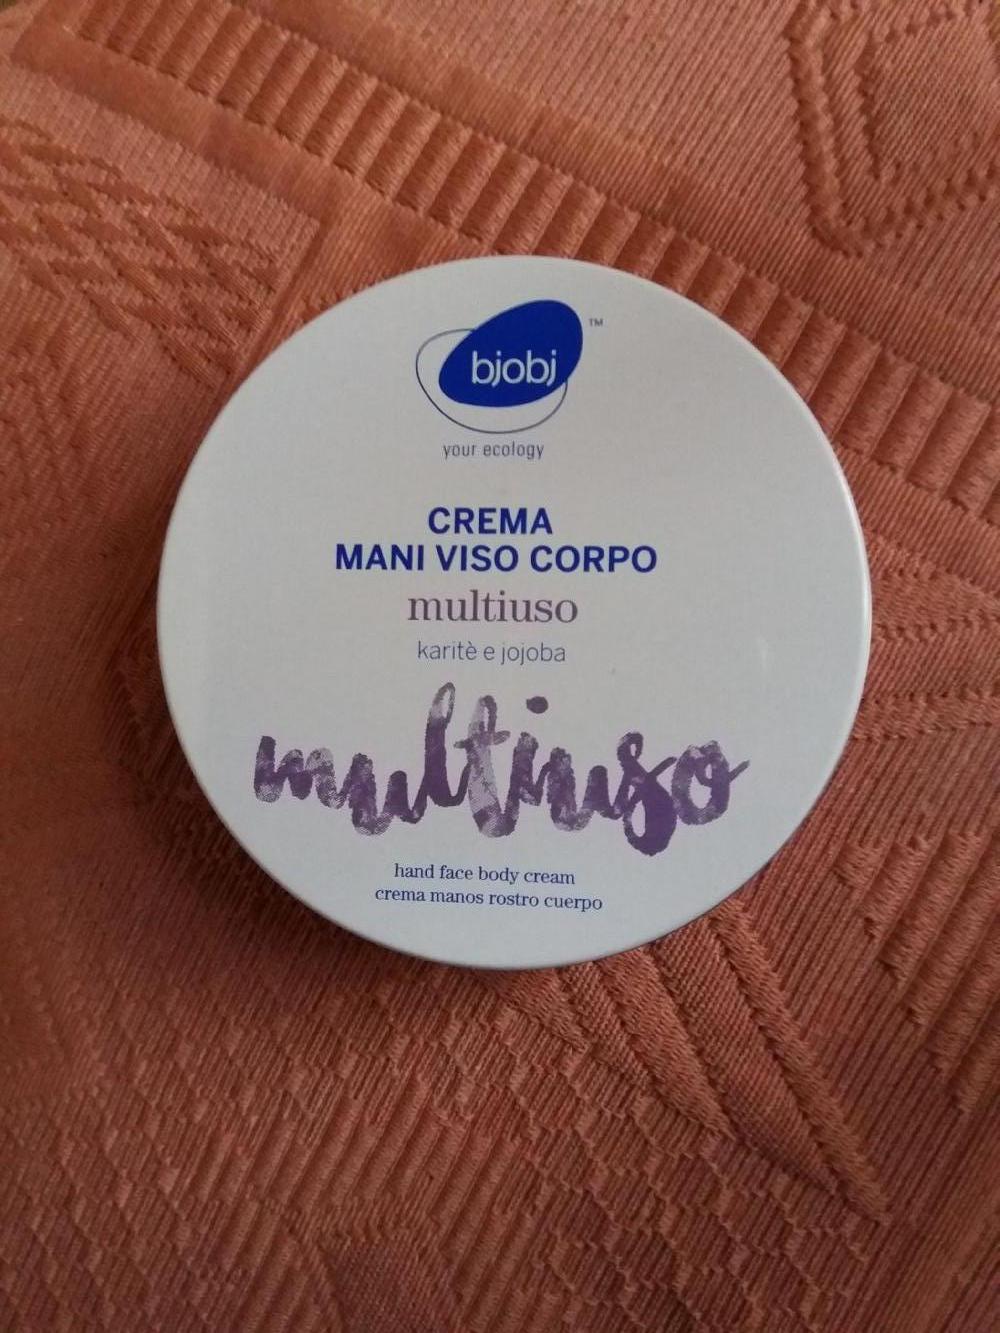 bjobj
™
your ecology
CREMA
MANI VISO CORPO
multiuso
karitè e jojoba
multiuso
hand face body cream
crema manos rostro cuerpo